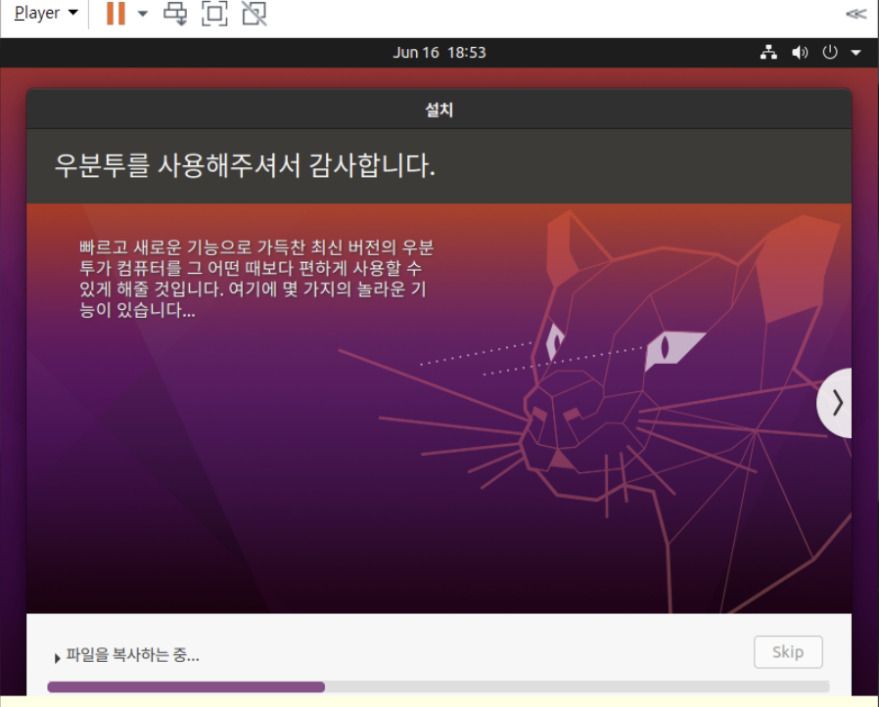 Player
Jun 16 18:53
설치
우분투를 사용해주셔서 감사합니다.
빠르고 새로운 기능으로 가득찬 최신 버전의 우분
투가 컴퓨터를 그 어떤 때보다 편하게 사용할 수
있게 해줄 것입니다. 여기에 몇 가지의 놀라운 기
능이 있습니다...
파일을 복사하는 중...
Skip